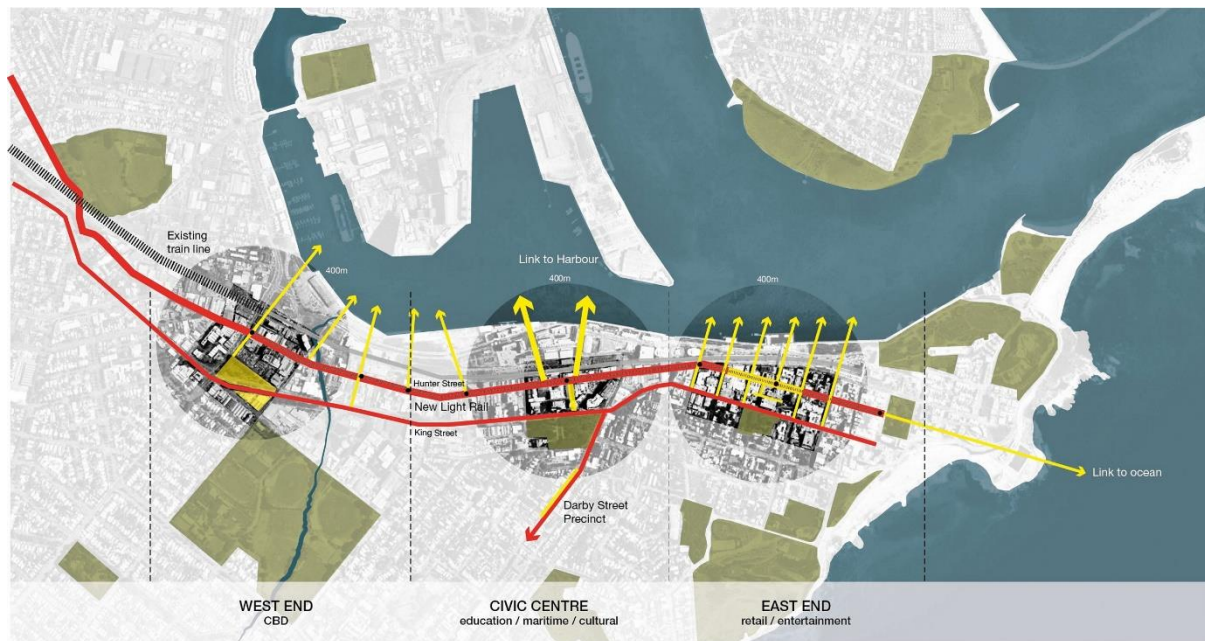 Existing
train line
400m
Link to Harbour
400m
400m
Hunter Street
New Light Rail
King Street
Link to ocean
Darby Street
Precinct
WEST END
CBD
CIVIC CENTRE
education / maritime / cultural
EAST END
retail / entertainment